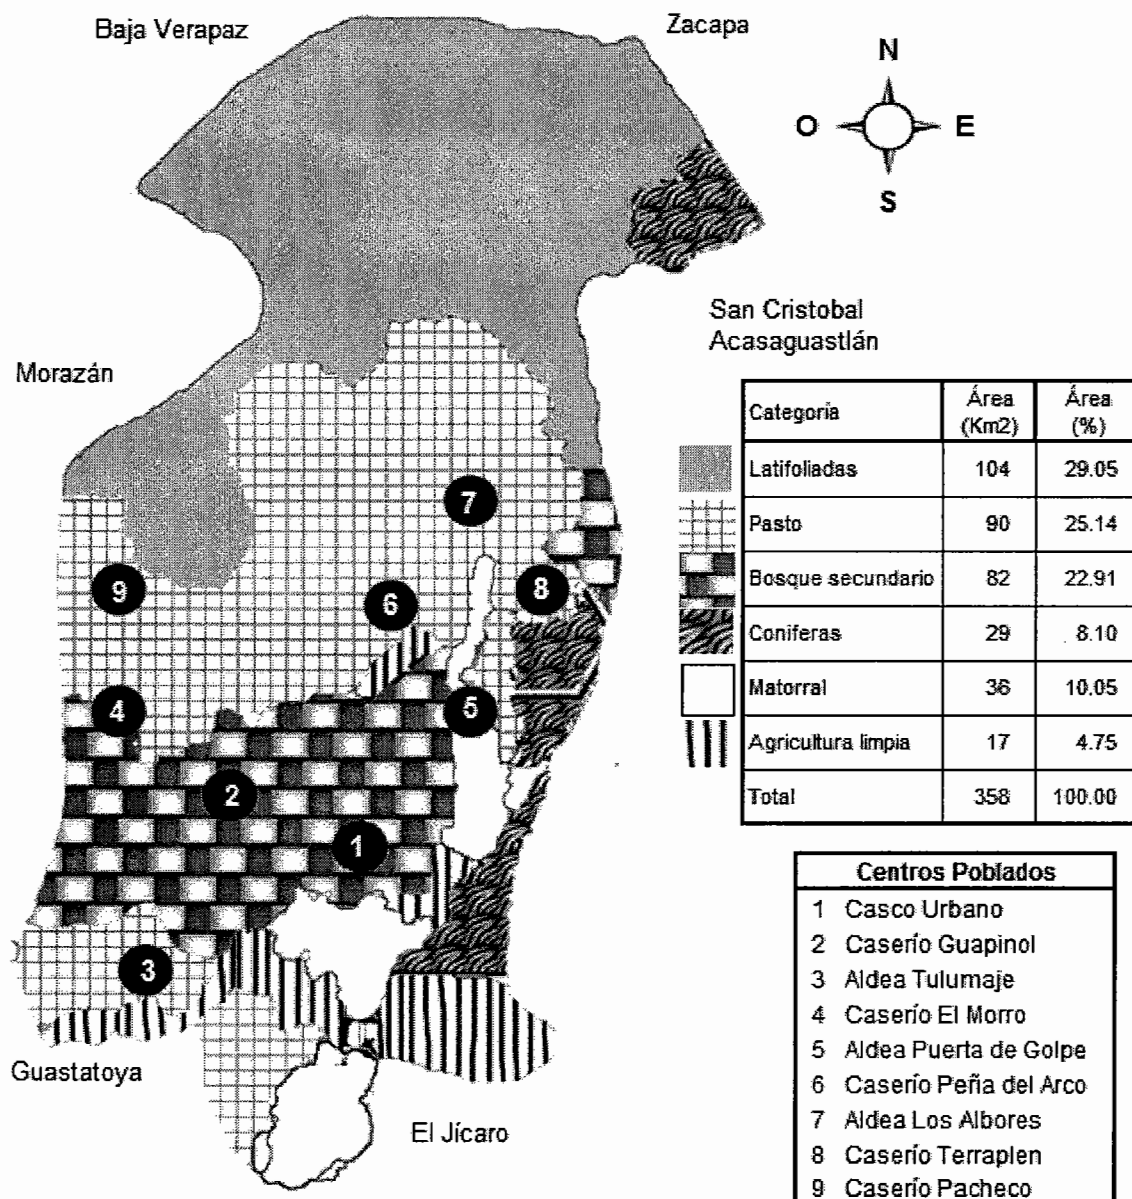 Baja Verapaz
Zacapa
N
O
E
S
San Cristobal
Acasaguastlán
Morazán
Categoría Área (Km2) Área (%)
Latifoliadas 104 29.05
Pasto 90 25.14
Bosque secundario 82 22.91
Coniferas 29 8.10
Matorral 36 10.05
Agricultura limpia 17 4.75
Total 358 100.00
7
9
6
8
4
5
2
1
3
Guastatoya
El Jícaro
Centros Poblados
1 Casco Urbano
2 Caserío Guapinol
3 Aldea Tulumaje
4 Caserío El Morro
5 Aldea Puerta de Golpe
6 Caserío Peña del Arco
7 Aldea Los Albores
8 Caserío Terraplen
9 Caserío Pacheco